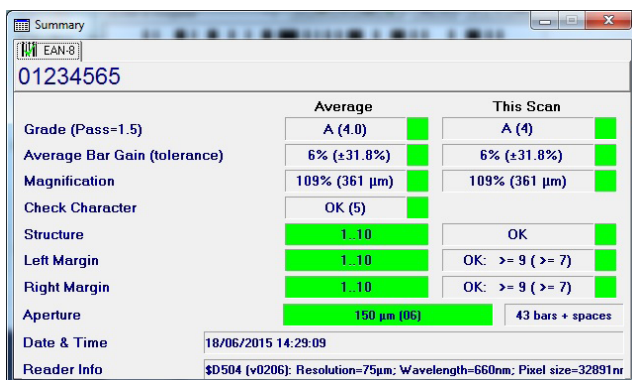 Summary
EAN-8
01234565
Average This Scan
Grade (Pass=1.5) A (4.0) A (4)
Average Bar Gain (tolerance) 6% (±31.8%) 6% (±31.8%)
Magnification 109% (361 µm) 109% (361 µm)
Check Character OK (5)
Structure 1..10 OK
Left Margin 1..10 OK: >= 9 ( >= 7)
Right Margin 1..10 OK: >= 9 ( >= 7)
Aperture 150 µm (06) 43 bars + spaces
Date & Time 18/06/2015 14:29:09
Reader Info $D504 (v0206): Resolution=75µm; Wavelength=660nm; Pixel size=32891nr